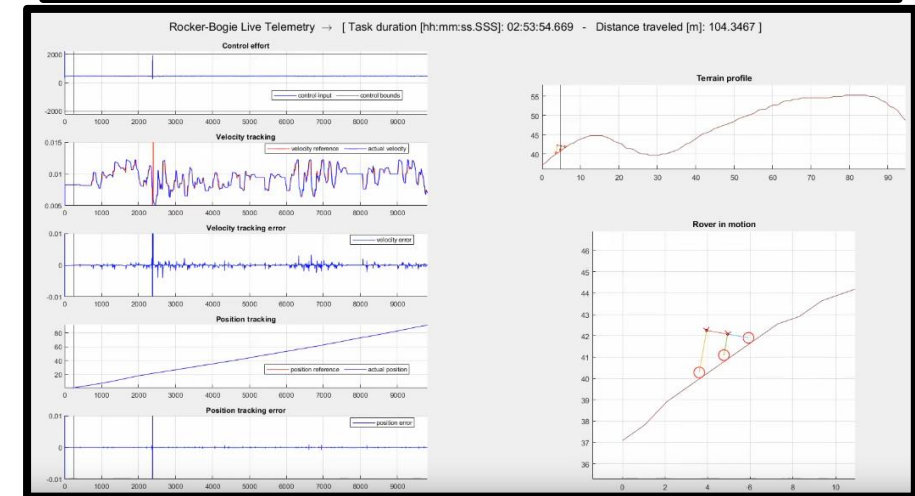 Rocker-Bogie Live Telemetry → [ Task duration [hh:mm:ss.SSS]: 02:53:54.669 - Distance traveled [m]: 104.3467 ]
Control effort
2000
0
-2000
control input control bounds
0 1000 2000 3000 4000 5000 6000 7000 8000 9000
Velocity tracking
0.015
0.01
0.005
velocity reference actual velocity
0 1000 2000 3000 4000 5000 6000 7000 8000 9000
Velocity tracking error
0.01
0
-0.01
velocity error
0 1000 2000 3000 4000 5000 6000 7000 8000 9000
Position tracking
80
60
40
20
position reference actual position
0 1000 2000 3000 4000 5000 6000 7000 8000 9000
Position tracking error
0.01
0
-0.01
position error
0 1000 2000 3000 4000 5000 6000 7000 8000 9000
Terrain profile
55
50
45
40
0 10 20 30 40 50 60 70 80 90
Rover in motion
46
45
44
43
42
41
40
39
38
37
36
0 2 4 6 8 10